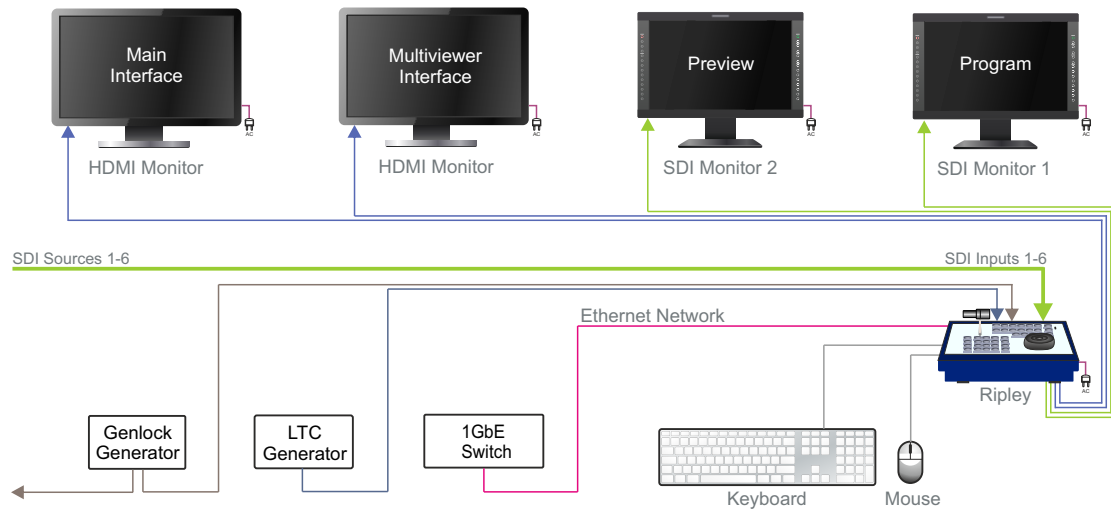 Main
Interface
Multiviewer
Interface
Preview
Program
AC
AC
AC
AC
HDMI Monitor
HDMI Monitor
SDI Monitor 2
SDI Monitor 1
SDI Sources 1-6
SDI Inputs 1-6
Ethernet Network
AC
Ripley
Genlock
Generator
LTC
Generator
1GbE
Switch
Keyboard
Mouse